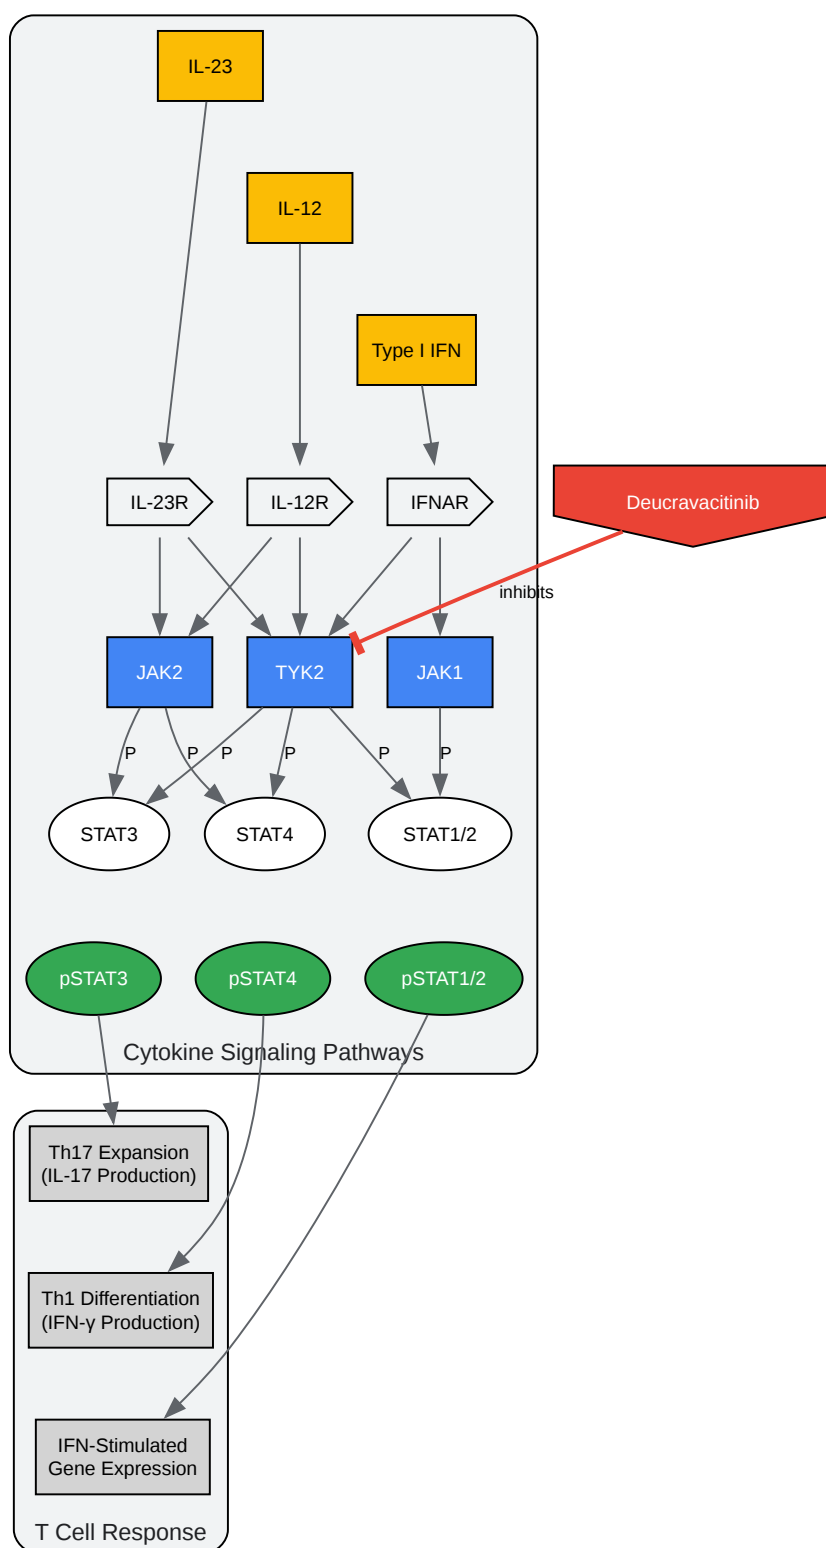 IL-23
IL-12
Type I IFN
IL-23R
IL-12R
IFNAR
Deucravacitinib
inhibits
JAK2
TYK2
JAK1
P
P
P
P
P
P
STAT3
STAT4
STAT1/2
pSTAT3
pSTAT4
pSTAT1/2
Cytokine Signaling Pathways
Th17 Expansion
(IL-17 Production)
Th1 Differentiation
(IFN-γ Production)
IFN-Stimulated
Gene Expression
T Cell Response